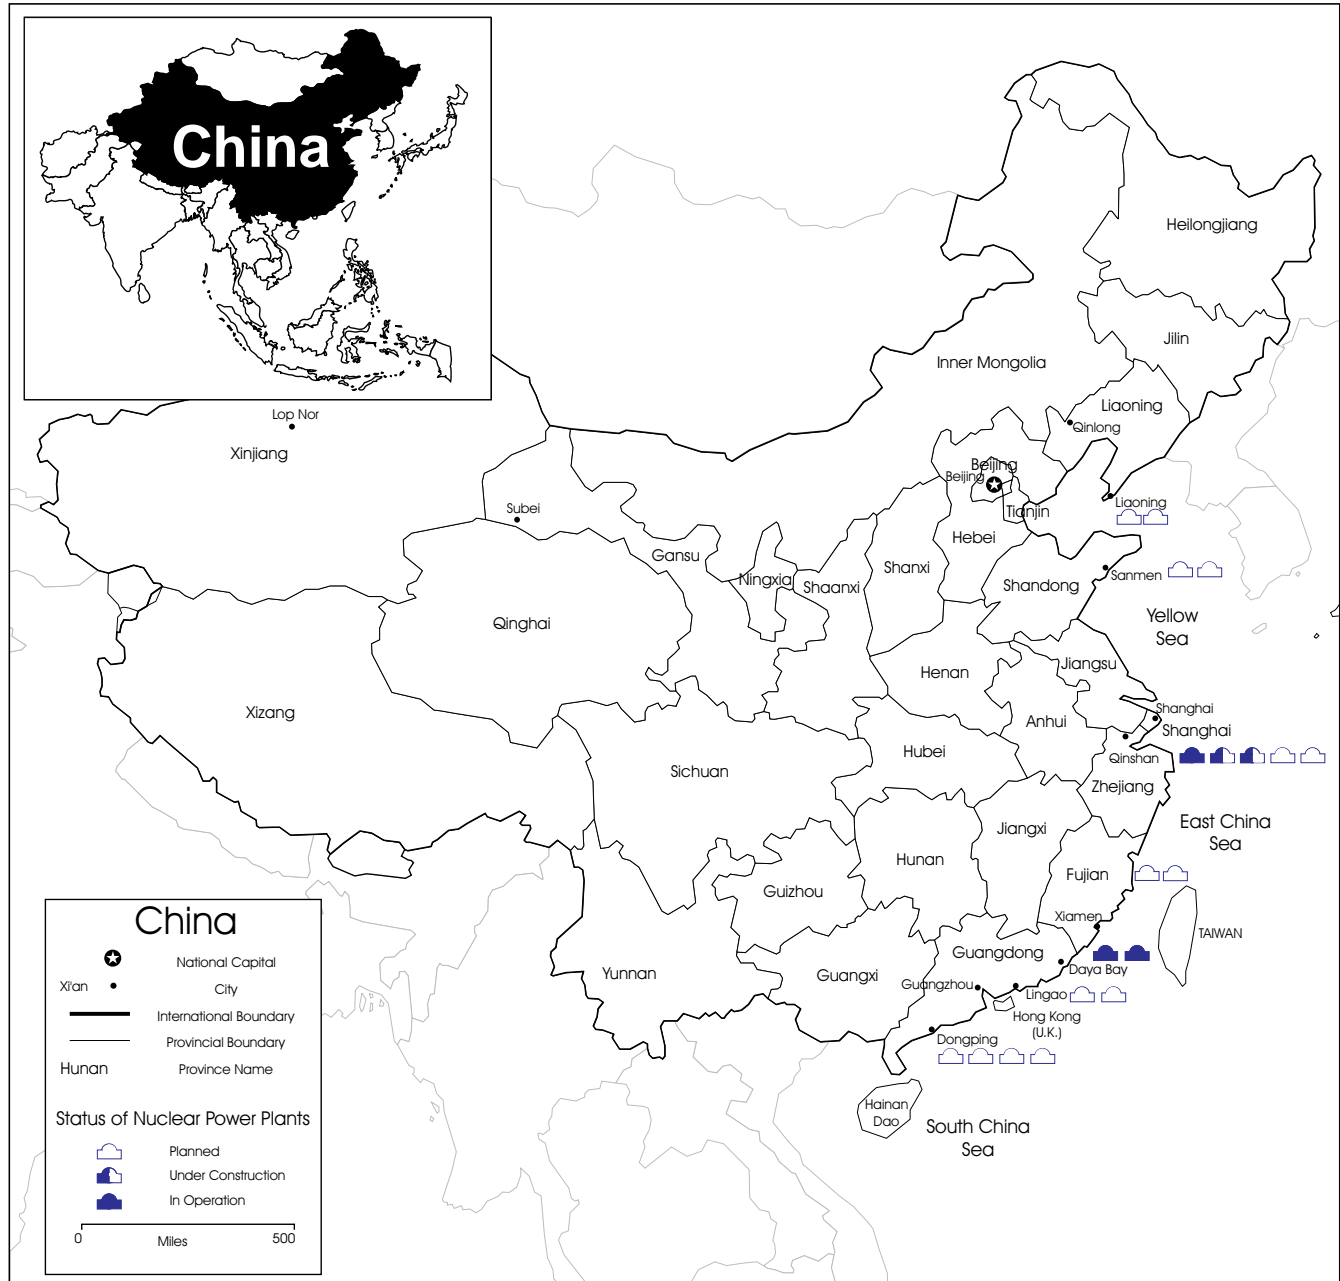 China
Heilongjiang
Jilin
Inner Mongolia
Liaoning
Qinlong
Lop Nor
Xinjiang
Beijing
Beijing
Tianjin
Liaoning
Subei
Hebei
Gansu
Ningxia
Shaanxi
Shanxi
Shandong
Sanmen
Yellow
Sea
Qinghai
Henan
Jiangsu
Xizang
Anhui
Shanghai
Shanghai
Hubei
Qinshan
Sichuan
Zhejiang
East China
Sea
Jiangxi
Hunan
Fujian
Guizhou
Xiamen
TAIWAN
Guangdong
Daya Bay
Yunnan
Guangxi
Guangzhou
Lingao
Hong Kong
(U.K.)
Dongping
Hainan
Dao
South China
Sea
China
National Capital
Xi'an
City
International Boundary
Provincial Boundary
Hunan
Province Name
Status of Nuclear Power Plants
Planned
Under Construction
In Operation
0
Miles
500